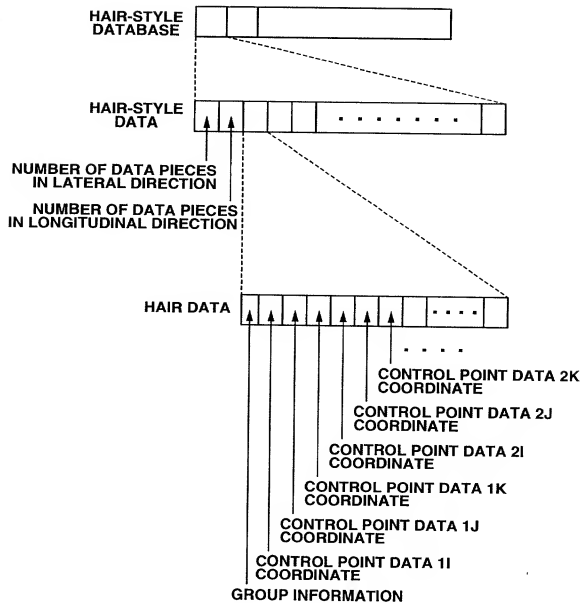 HAIR-STYLE
DATABASE
HAIR-STYLE
DATA
NUMBER OF DATA PIECES
IN LATERAL DIRECTION
NUMBER OF DATA PIECES
IN LONGITUDINAL DIRECTION
HAIR DATA
CONTROL POINT DATA 2K
COORDINATE
CONTROL POINT DATA 2J
COORDINATE
CONTROL POINT DATA 2I
COORDINATE
CONTROL POINT DATA 1K
COORDINATE
CONTROL POINT DATA 1J
COORDINATE
CONTROL POINT DATA 1I
COORDINATE
GROUP INFORMATION